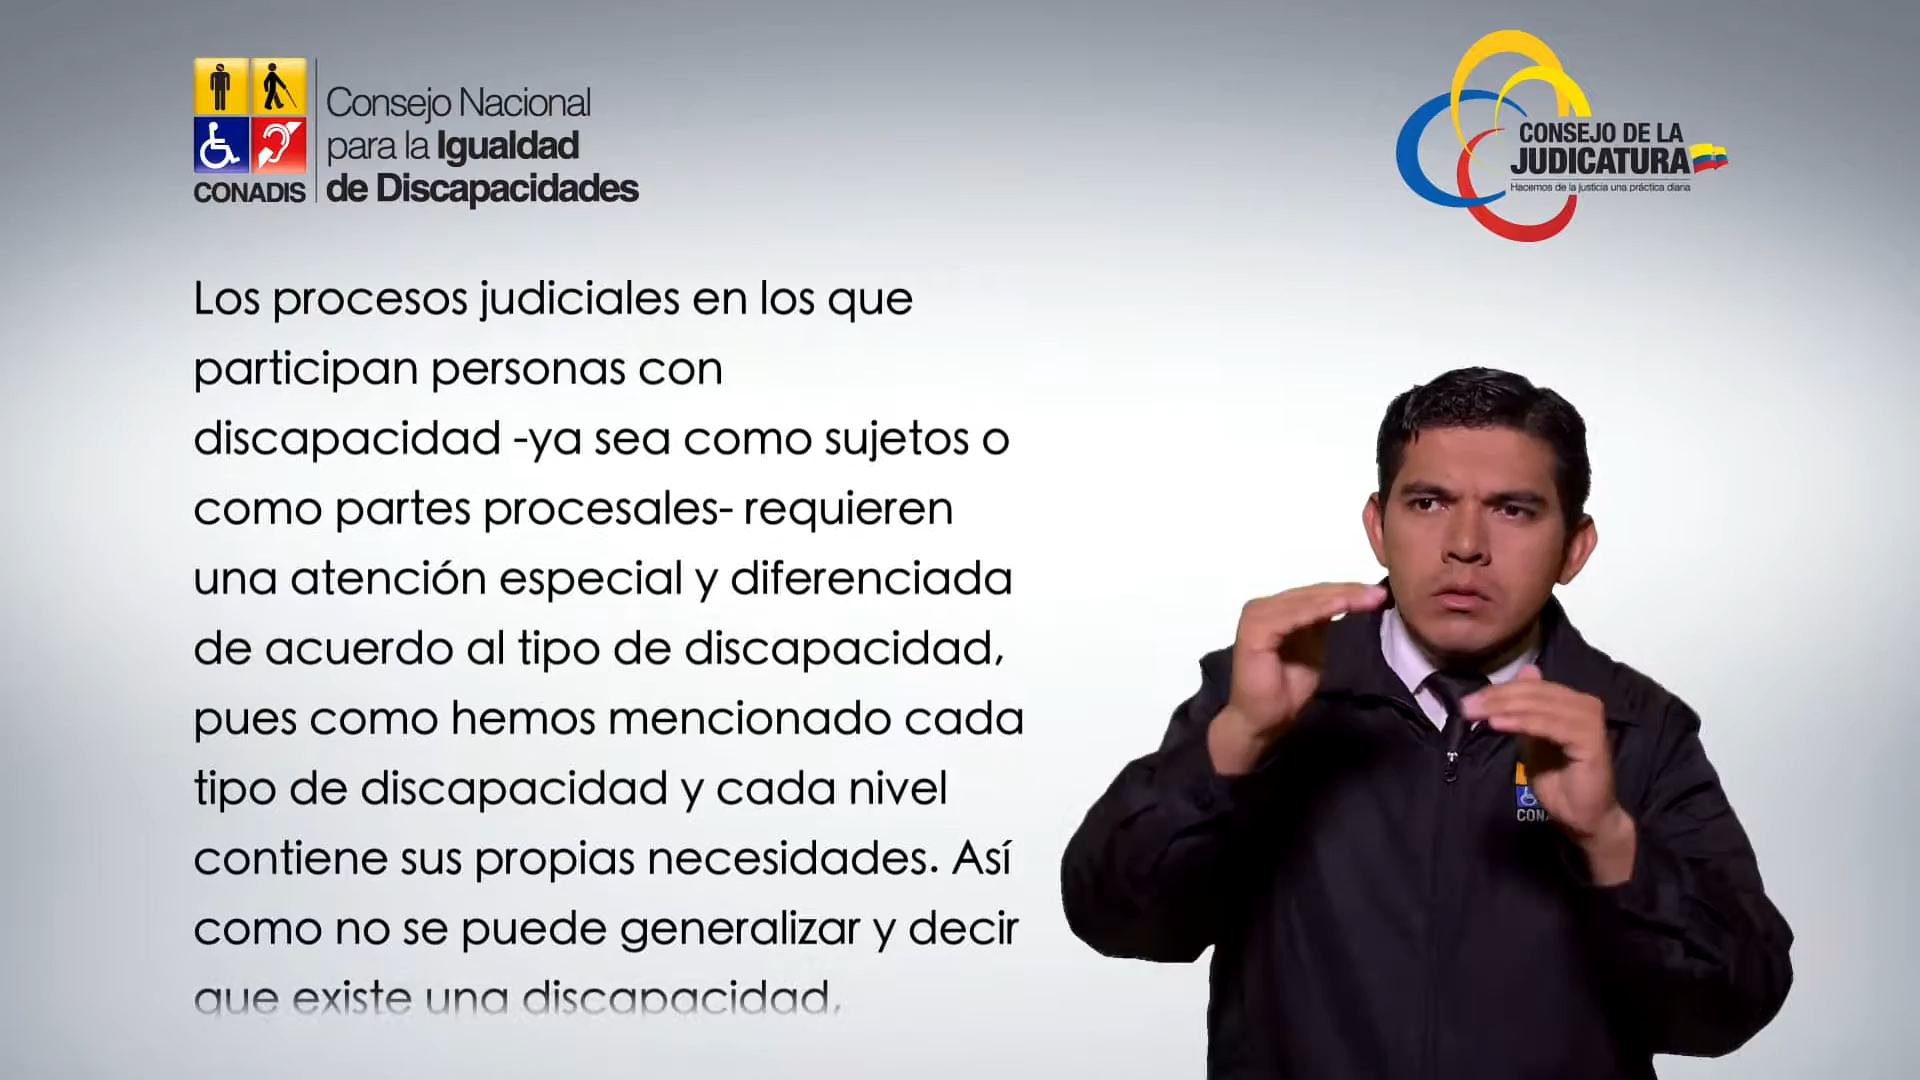 Consejo Nacional
para la Igualdad
de Discapacidades
CONADIS
CONSEJO DE LA
JUDICATURA
Hacemos de la justicia una práctica diaria
Los procesos judiciales en los que
participan personas con
discapacidad -ya sea como sujetos o
como partes procesales- requieren
una atención especial y diferenciada
de acuerdo al tipo de discapacidad,
pues como hemos mencionado cada
tipo de discapacidad y cada nivel
contiene sus propias necesidades. Así
como no se puede generalizar y decir
que existe una discapacidad,